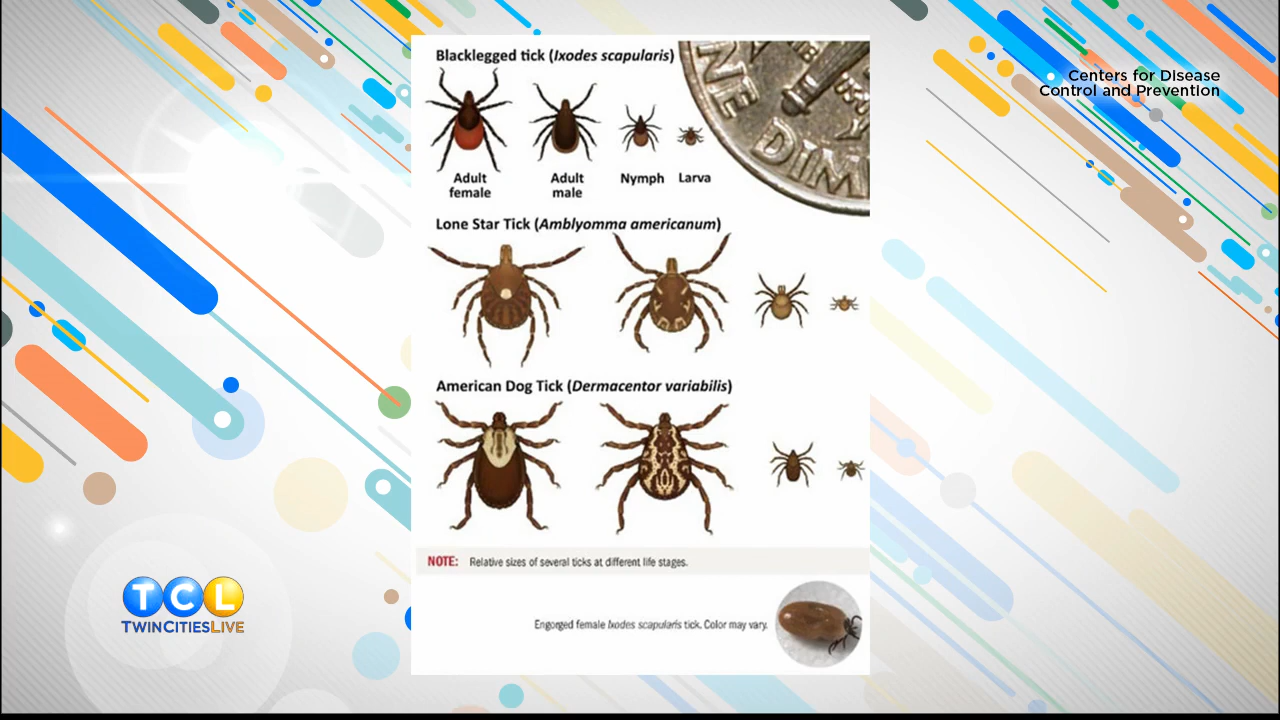 Blacklegged tick (Ixodes scapularis)
Adult
female
Adult
male
Nymph
Larva
NE DIM
Centers for Disease
Control and Prevention
Lone Star Tick (Amblyomma americanum)
American Dog Tick (Dermacentor variabilis)
NOTE: Relative sizes of several ticks at different life stages.
Engorged female Ixodes scapularis tick. Color may vary.
TCL
TWINCITIESLIVE